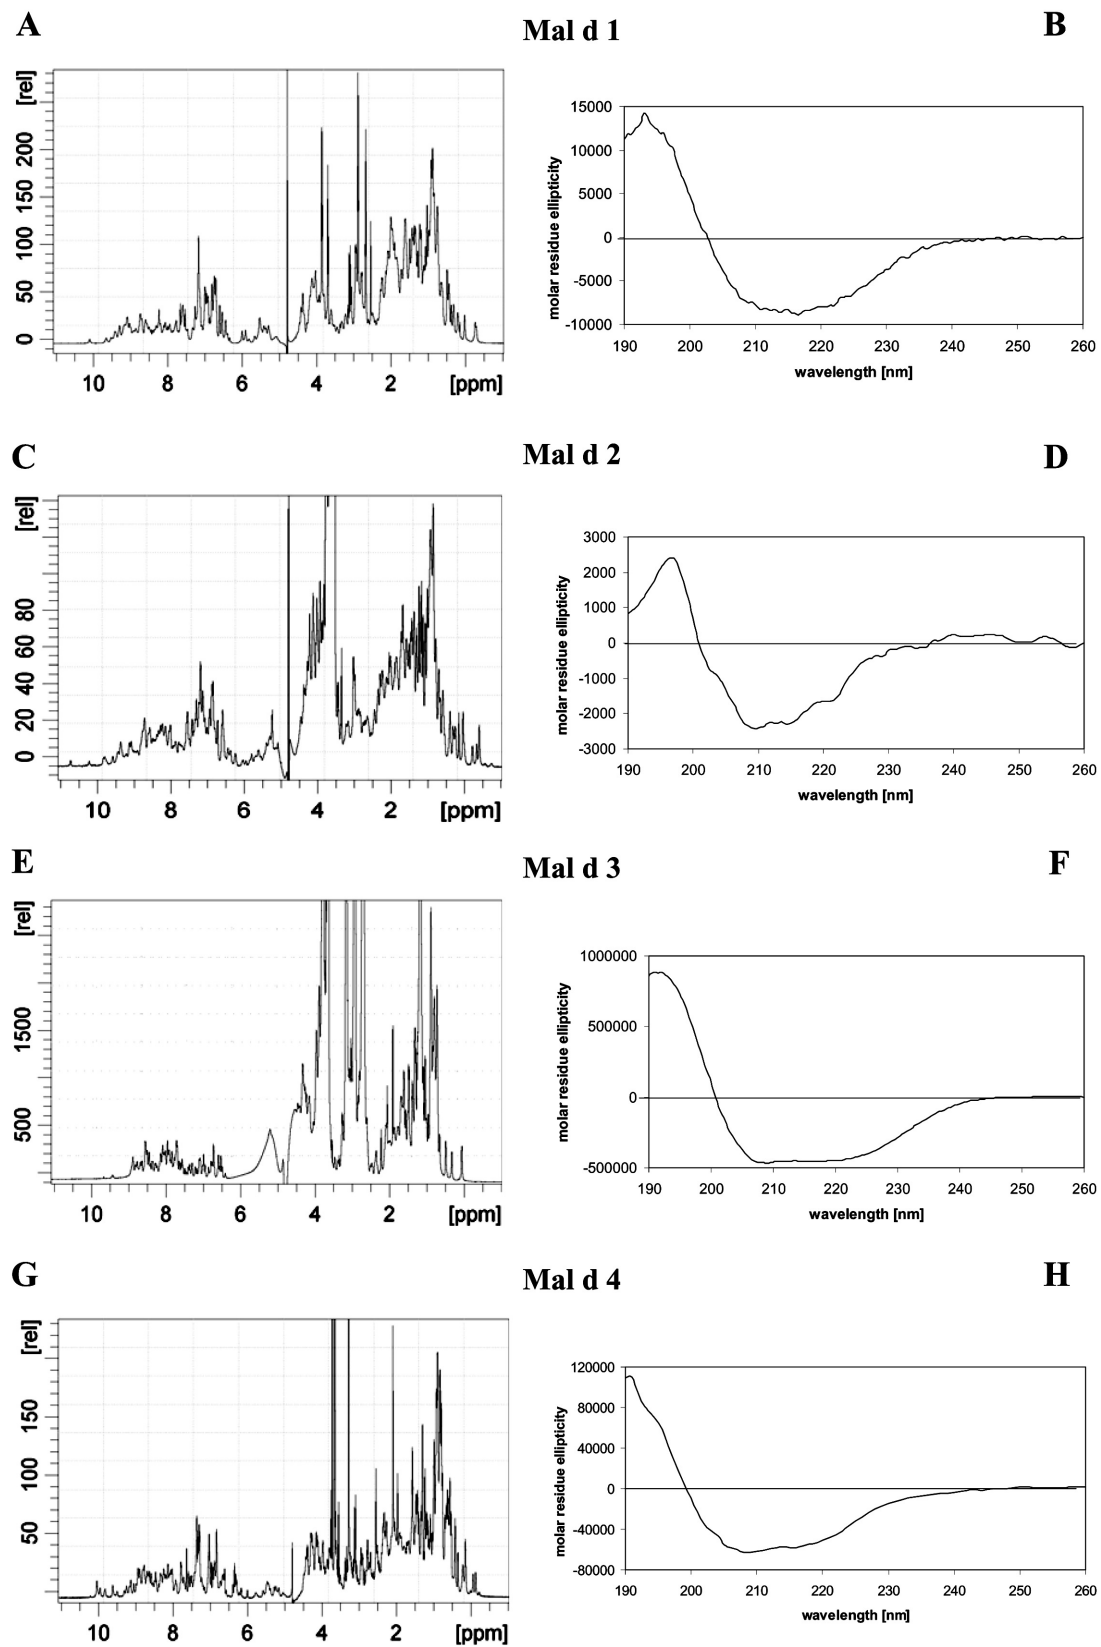 A
Mal d 1
B
[rel]
200
150
100
50
0
10 8 6 4 2 [ppm]
molar residue ellipticity
15000
10000
5000
0
-5000
-10000
190 200 210 220 230 240 250 260
wavelength [nm]
C
Mal d 2
D
[rel]
80
60
40
20
0
10 8 6 4 2 [ppm]
molar residue ellipticity
3000
2000
1000
0
-1000
-2000
-3000
190 200 210 220 230 240 250 260
wavelength [nm]
E
Mal d 3
F
[rel]
1500
500
10 8 6 4 2 [ppm]
molar residue ellipticity
1000000
500000
0
-500000
190 200 210 220 230 240 250 260
wavelength [nm]
G
Mal d 4
H
[rel]
150
100
50
10 8 6 4 2 [ppm]
molar residue ellipticity
120000
80000
40000
0
-40000
-80000
190 200 210 220 230 240 250 260
wavelength [nm]